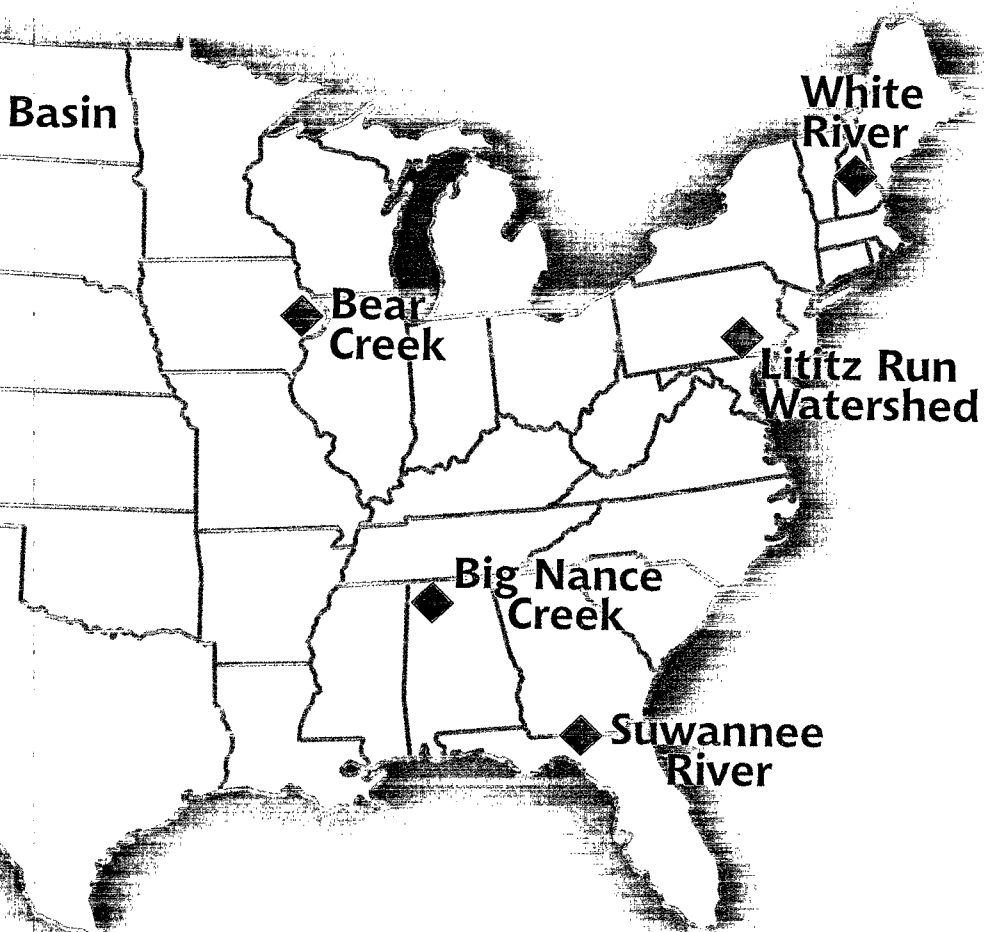 White
River
Basin
Bear
Creek
Lititz Run
Watershed
Big Nance
Creek
Suwannee
River